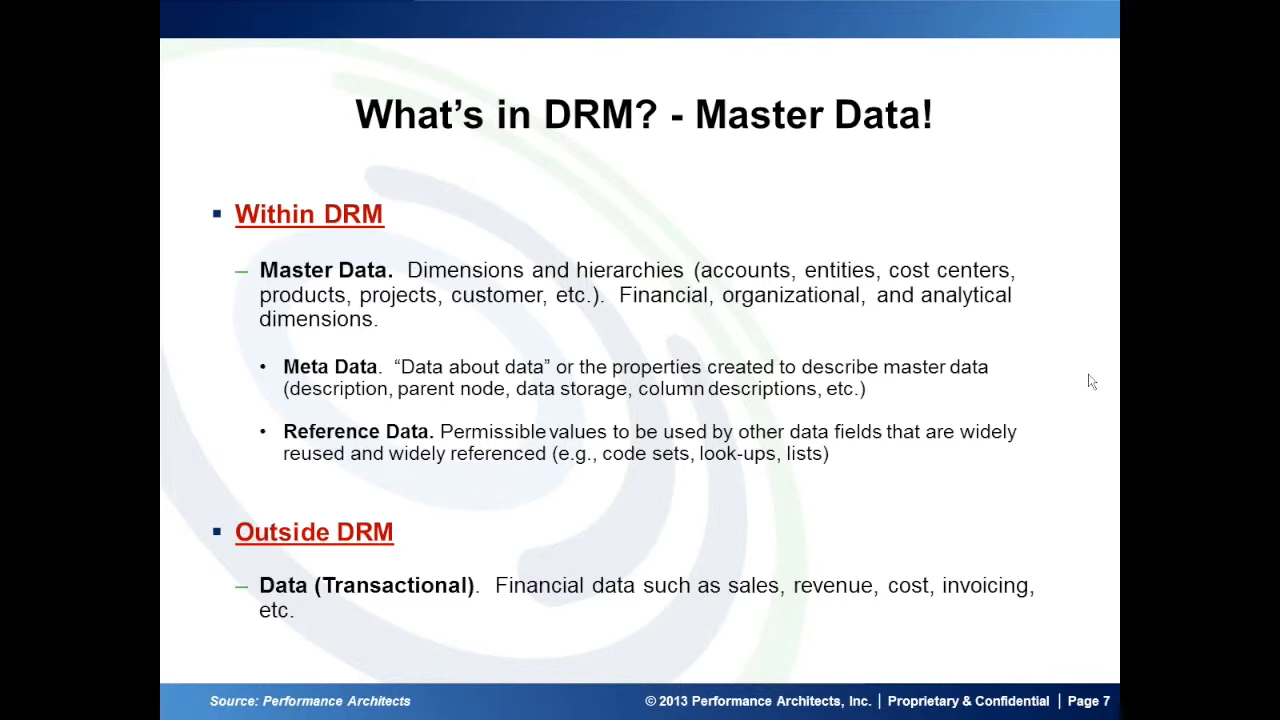 What's in DRM? - Master Data!
▪ Within DRM
– Master Data. Dimensions and hierarchies (accounts, entities, cost centers,
products, projects, customer, etc.). Financial, organizational, and analytical
dimensions.
• Meta Data. “Data about data” or the properties created to describe master data
(description, parent node, data storage, column descriptions, etc.)
• Reference Data. Permissible values to be used by other data fields that are widely
reused and widely referenced (e.g., code sets, look-ups, lists)
▪ Outside DRM
– Data (Transactional). Financial data such as sales, revenue, cost, invoicing,
etc.
Source: Performance Architects © 2013 Performance Architects, Inc. | Proprietary & Confidential | Page 7